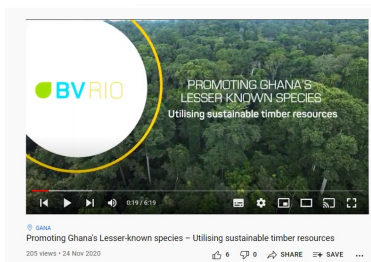 BVRIO
PROMOTING GHANA'S
LESSER KNOWN SPECIES
Utilising sustainable timber resources
0:19 / 6:19
GANA
Promoting Ghana's Lesser-known species – Utilising sustainable timber resources
205 views • 24 Nov 2020
6
0
SHARE
SAVE